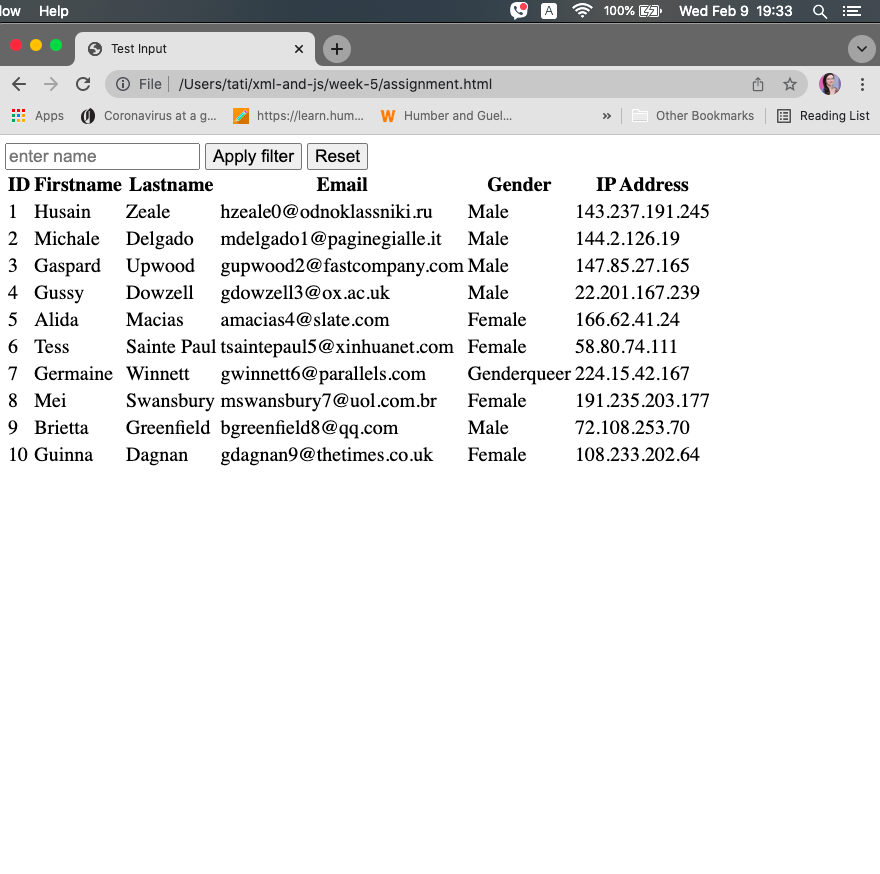 low Help 100% Wed Feb 9 19:33
A
Test Input
File /Users/tati/xml-and-js/week-5/assignment.html
Apps Coronavirus at a g... https://learn.hum... W Humber and Guel... » Other Bookmarks Reading List
enter name Apply filter Reset
ID Firstname Lastname Email Gender IP Address
1 Husain Zeale hzeale0@odnoklassniki.ru Male 143.237.191.245
2 Michale Delgado mdelgado1@paginegialle.it Male 144.2.126.19
3 Gaspard Upwood gupwood2@fastcompany.com Male 147.85.27.165
4 Gussy Dowzell gdowzell3@ox.ac.uk Male 22.201.167.239
5 Alida Macias amacias4@slate.com Female 166.62.41.24
6 Tess Sainte Paul tsaintepaul5@xinhuanet.com Female 58.80.74.111
7 Germaine Winnett gwinnett6@parallels.com Genderqueer 224.15.42.167
8 Mei Swansbury mswansbury7@uol.com.br Female 191.235.203.177
9 Brietta Greenfield bgreenfield8@qq.com Male 72.108.253.70
10 Guinna Dagnan gdagnan9@thetimes.co.uk Female 108.233.202.64